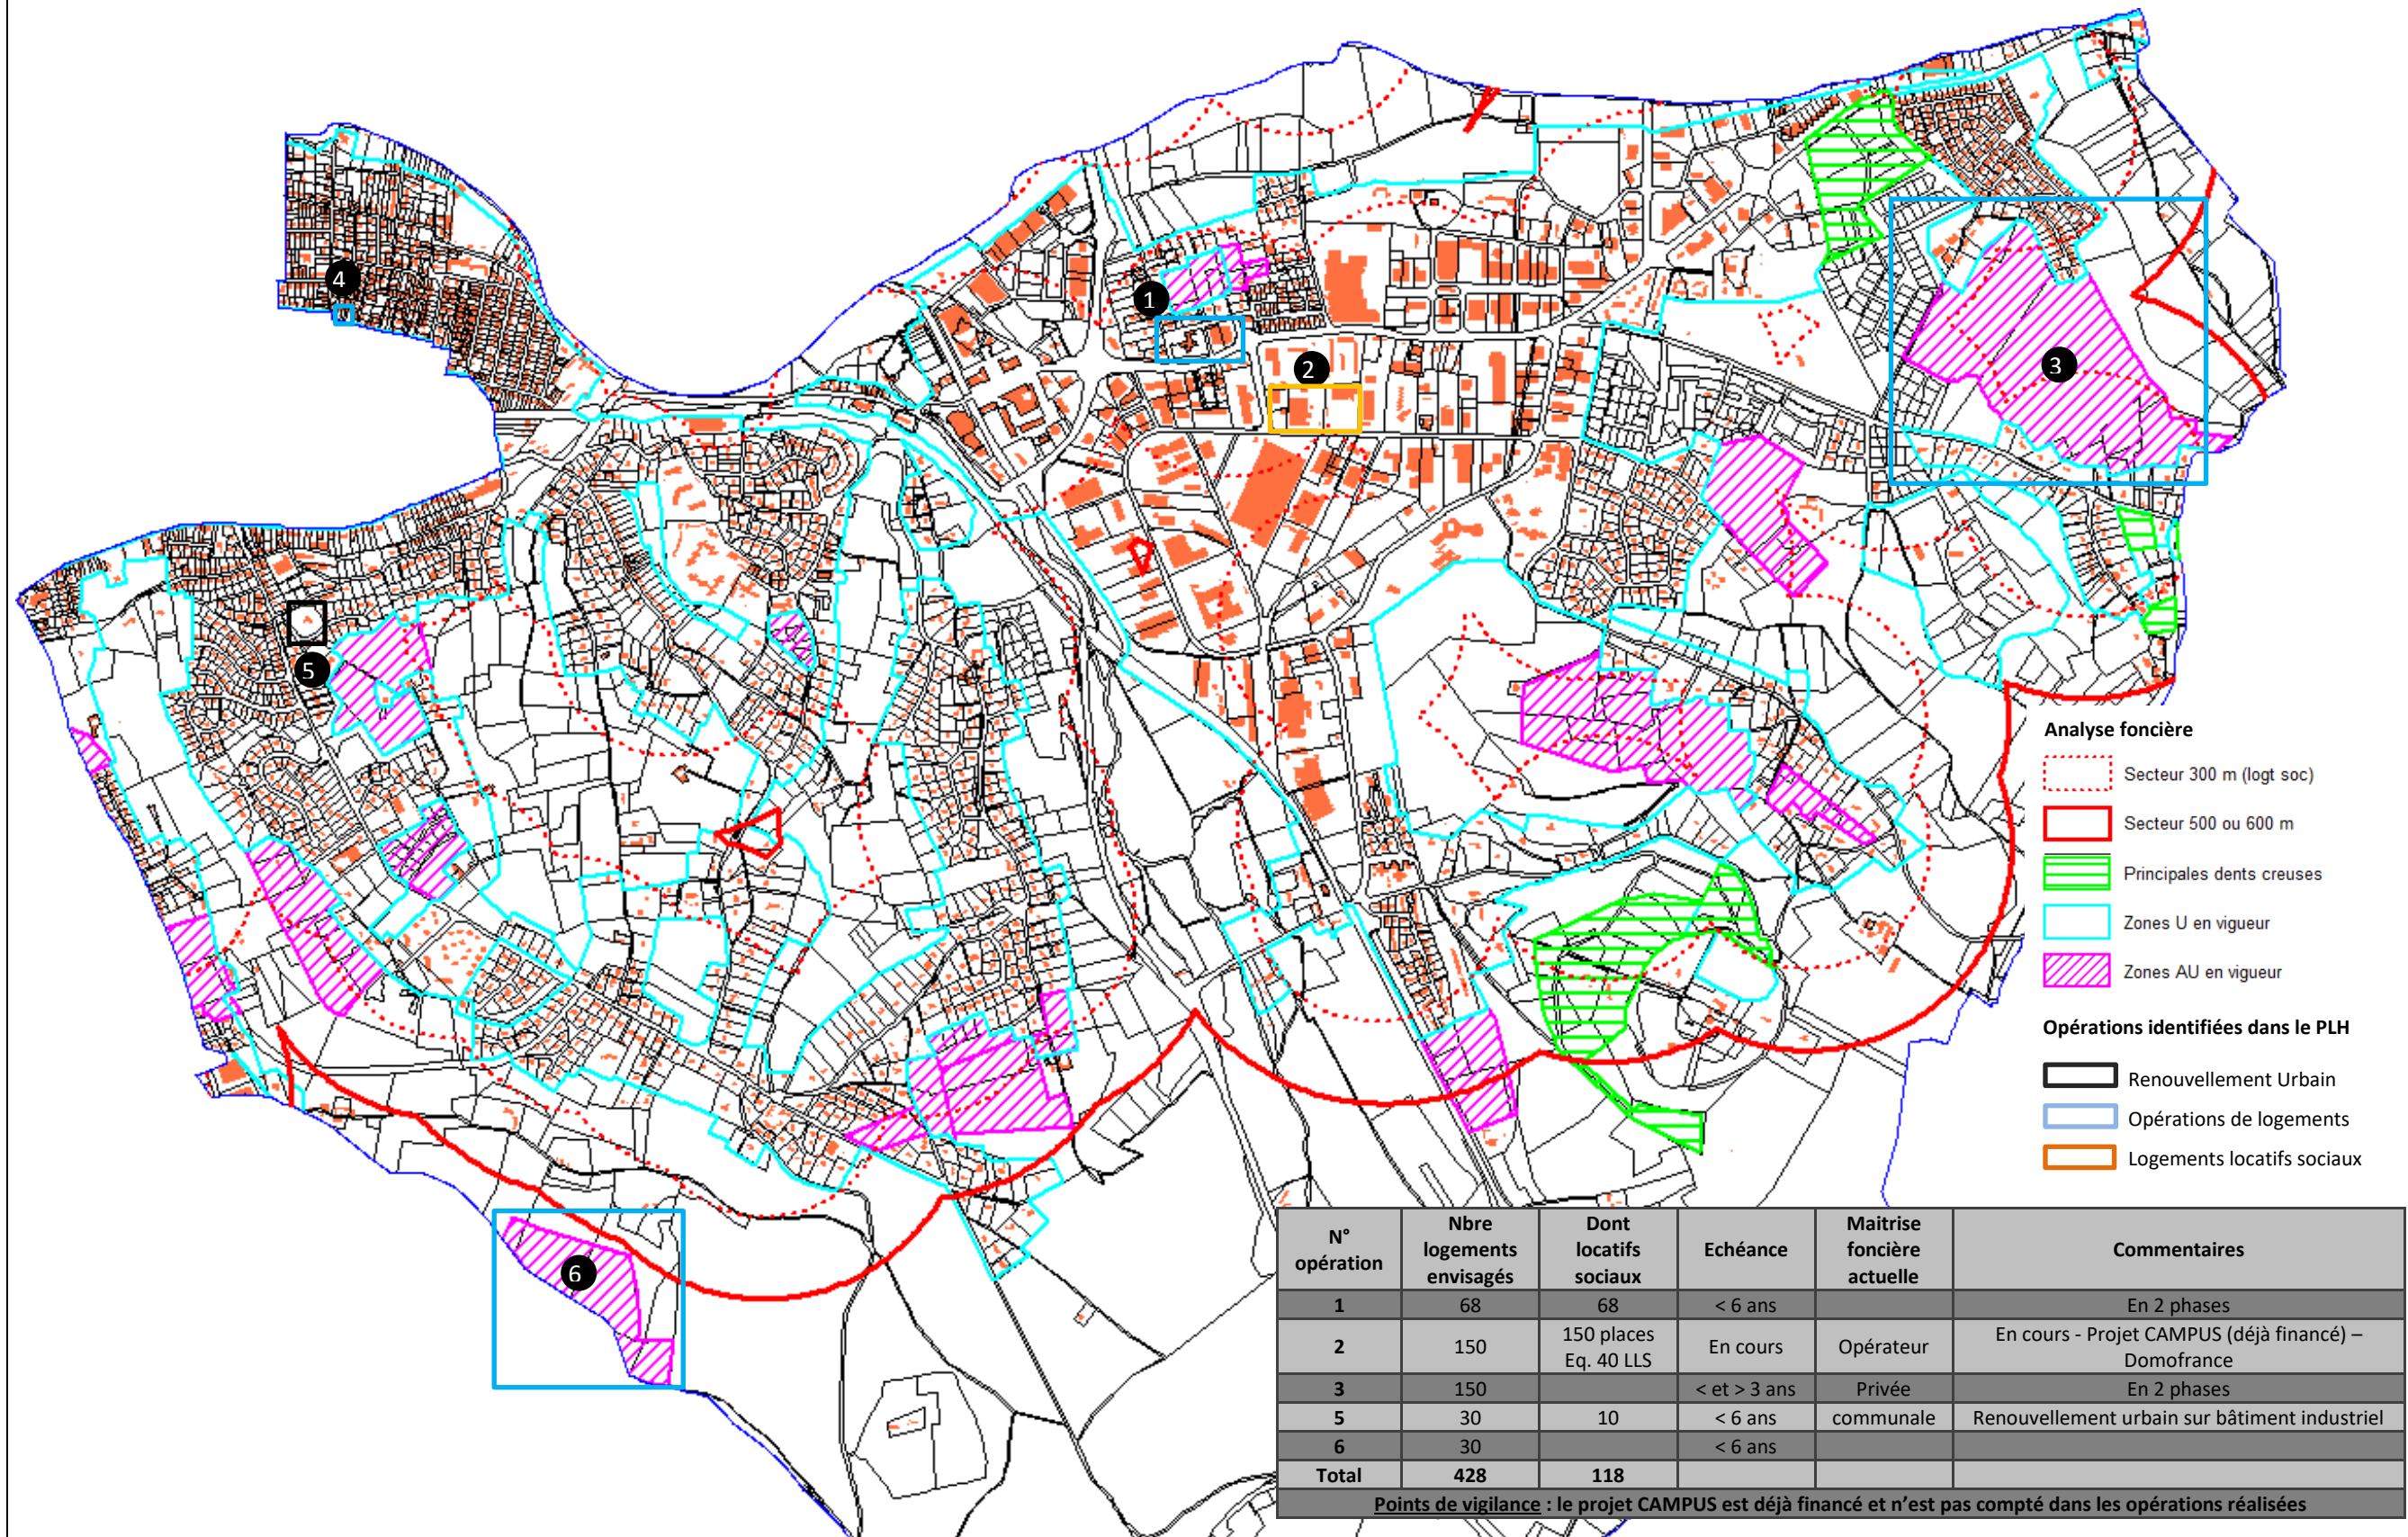 4
1
2
3
5
6
Analyse foncière
Secteur 300 m (logt soc)
Secteur 500 ou 600 m
Principales dents creuses
Zones U en vigueur
Zones AU en vigueur
Opérations identifiées dans le PLH
Renouvellement Urbain
Opérations de logements
Logements locatifs sociaux
N° opération Nbre logements envisagés Dont locatifs sociaux Echéance Maitrise foncière actuelle Commentaires
1 68 68 < 6 ans En 2 phases
2 150 150 places Eq. 40 LLS En cours Opérateur En cours - Projet CAMPUS (déjà financé) – Domofrance
3 150 < et > 3 ans Privée En 2 phases
5 30 10 < 6 ans communale Renouvellement urbain sur bâtiment industriel
6 30 < 6 ans
Total 428 118
Points de vigilance : le projet CAMPUS est déjà financé et n'est pas compté dans les opérations réalisées